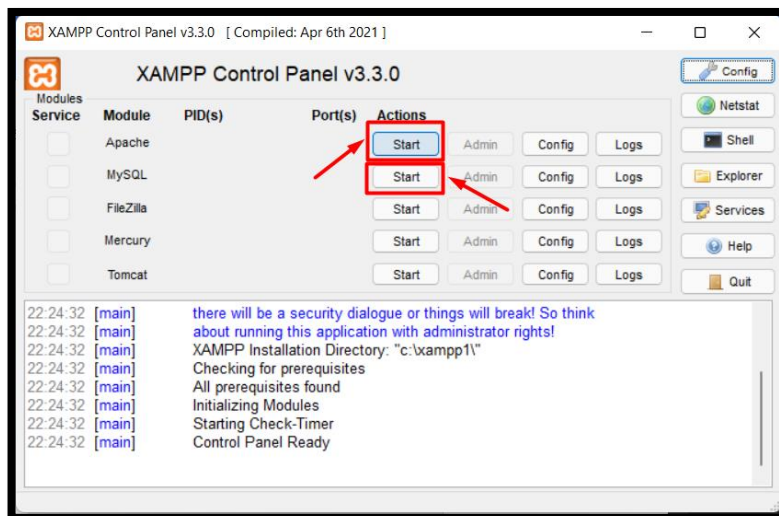 XAMPP Control Panel v3.3.0 [ Compiled: Apr 6th 2021 ]
XAMPP Control Panel v3.3.0
Config
Modules
Service Module PID(s) Port(s) Actions
Netstat
Apache Start Admin Config Logs
Shell
MySQL Start Admin Config Logs
Explorer
FileZilla Start Admin Config Logs
Services
Mercury Start Admin Config Logs
Help
Tomcat Start Admin Config Logs
Quit
22:24:32 [main] there will be a security dialogue or things will break! So think
22:24:32 [main] about running this application with administrator rights!
22:24:32 [main] XAMPP Installation Directory: "c:\xampp1\"
22:24:32 [main] Checking for prerequisites
22:24:32 [main] All prerequisites found
22:24:32 [main] Initializing Modules
22:24:32 [main] Starting Check-Timer
22:24:32 [main] Control Panel Ready